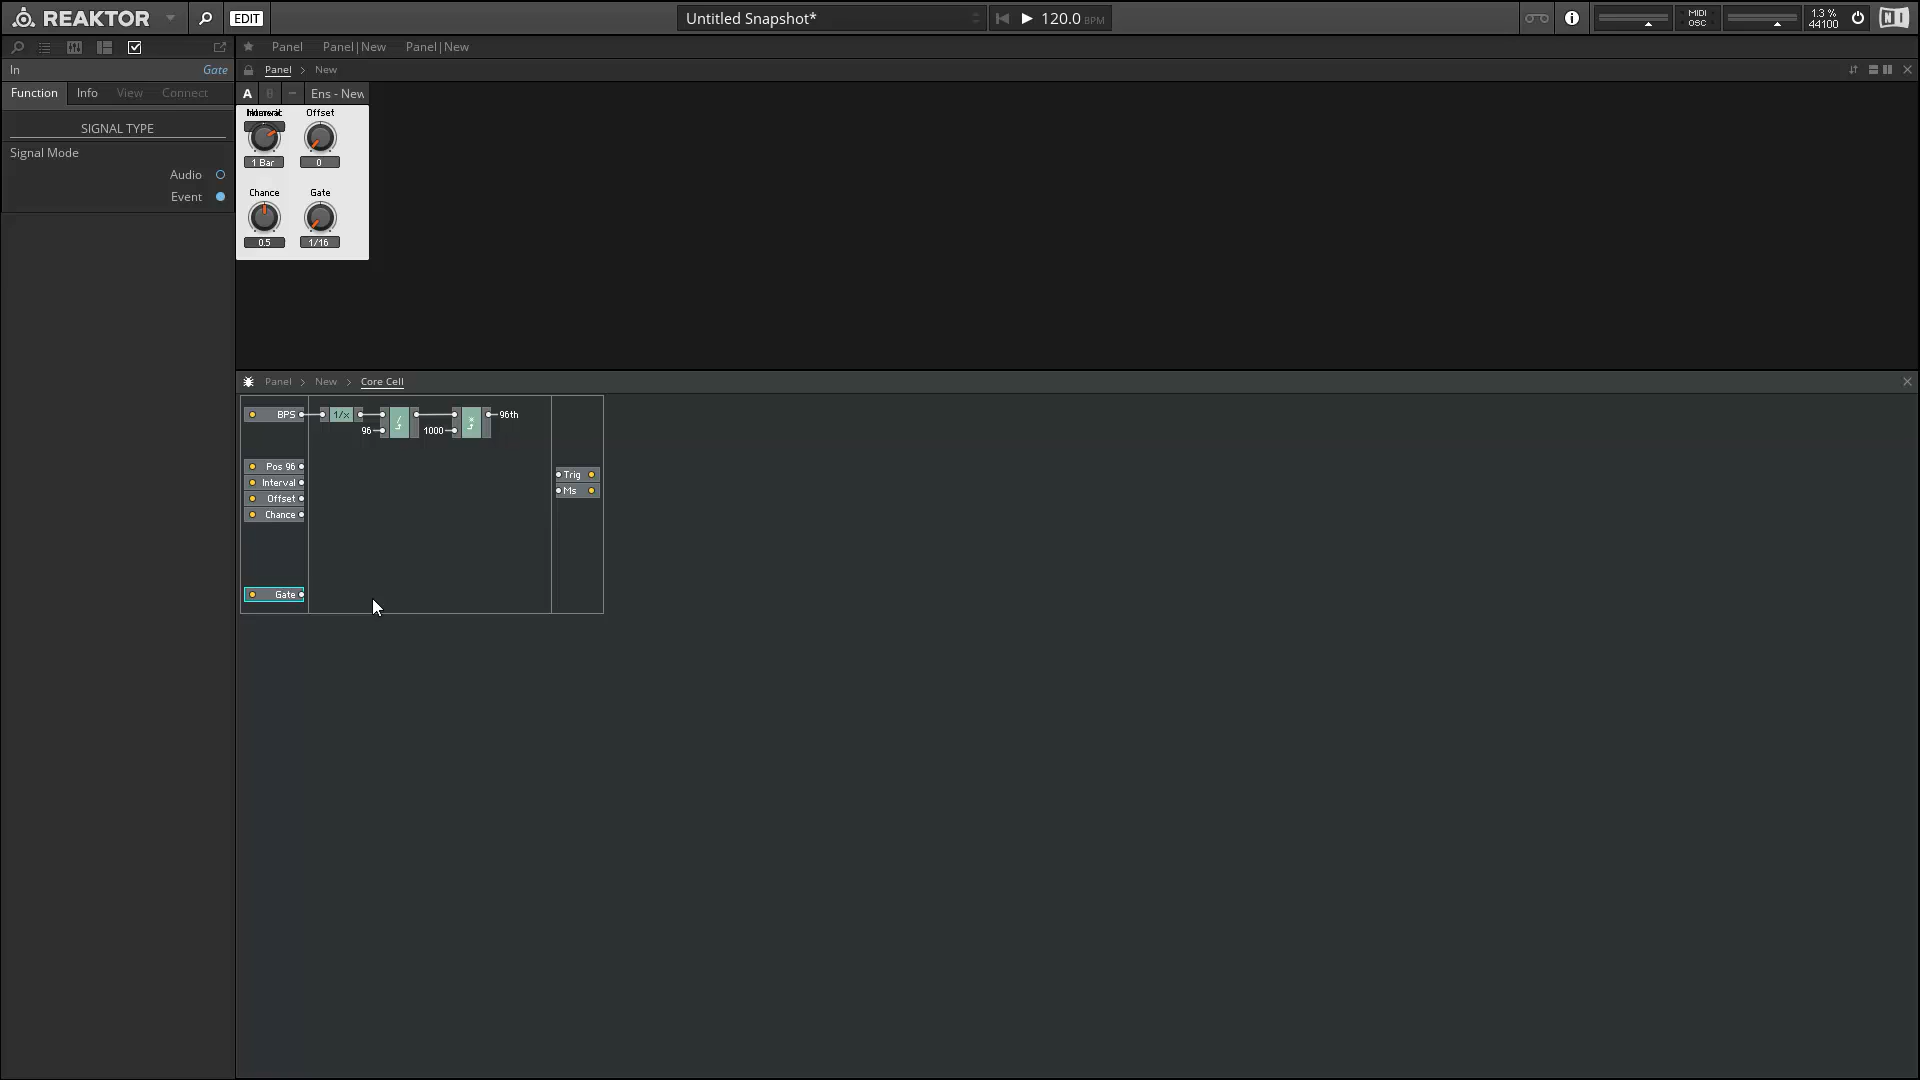 REAKTOR
EDIT
Untitled Snapshot*
120.0 BPM
MIDI
OSC
1.3 %
44100
NI
Panel
Panel|New
Panel|New
In
Gate
Panel
New
Function
Info
View
Connect
A
B
Ens - New
SIGNAL TYPE
Signal Mode
Audio
Event
Offset
1 Bar
0
Chance
Gate
0.5
1/16
Panel
New
Core Cell
BPS
1/x
/
*
96th
96
1000
Pos 96
Interval
Offset
Chance
Trig
Ms
Gate